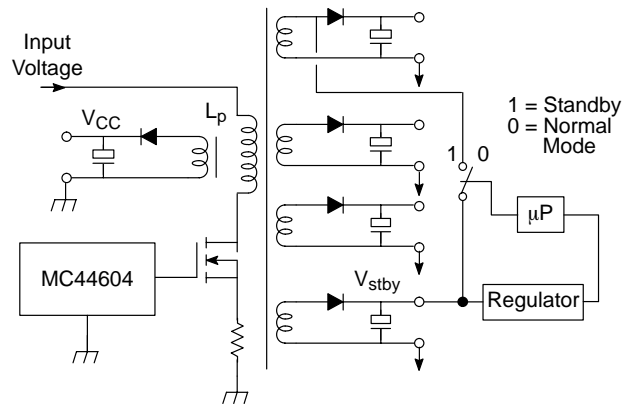 Input
Voltage
V_CC
L_p
1 = Standby
0 = Normal
Mode
1 0
μP
MC44604
V_stby
Regulator